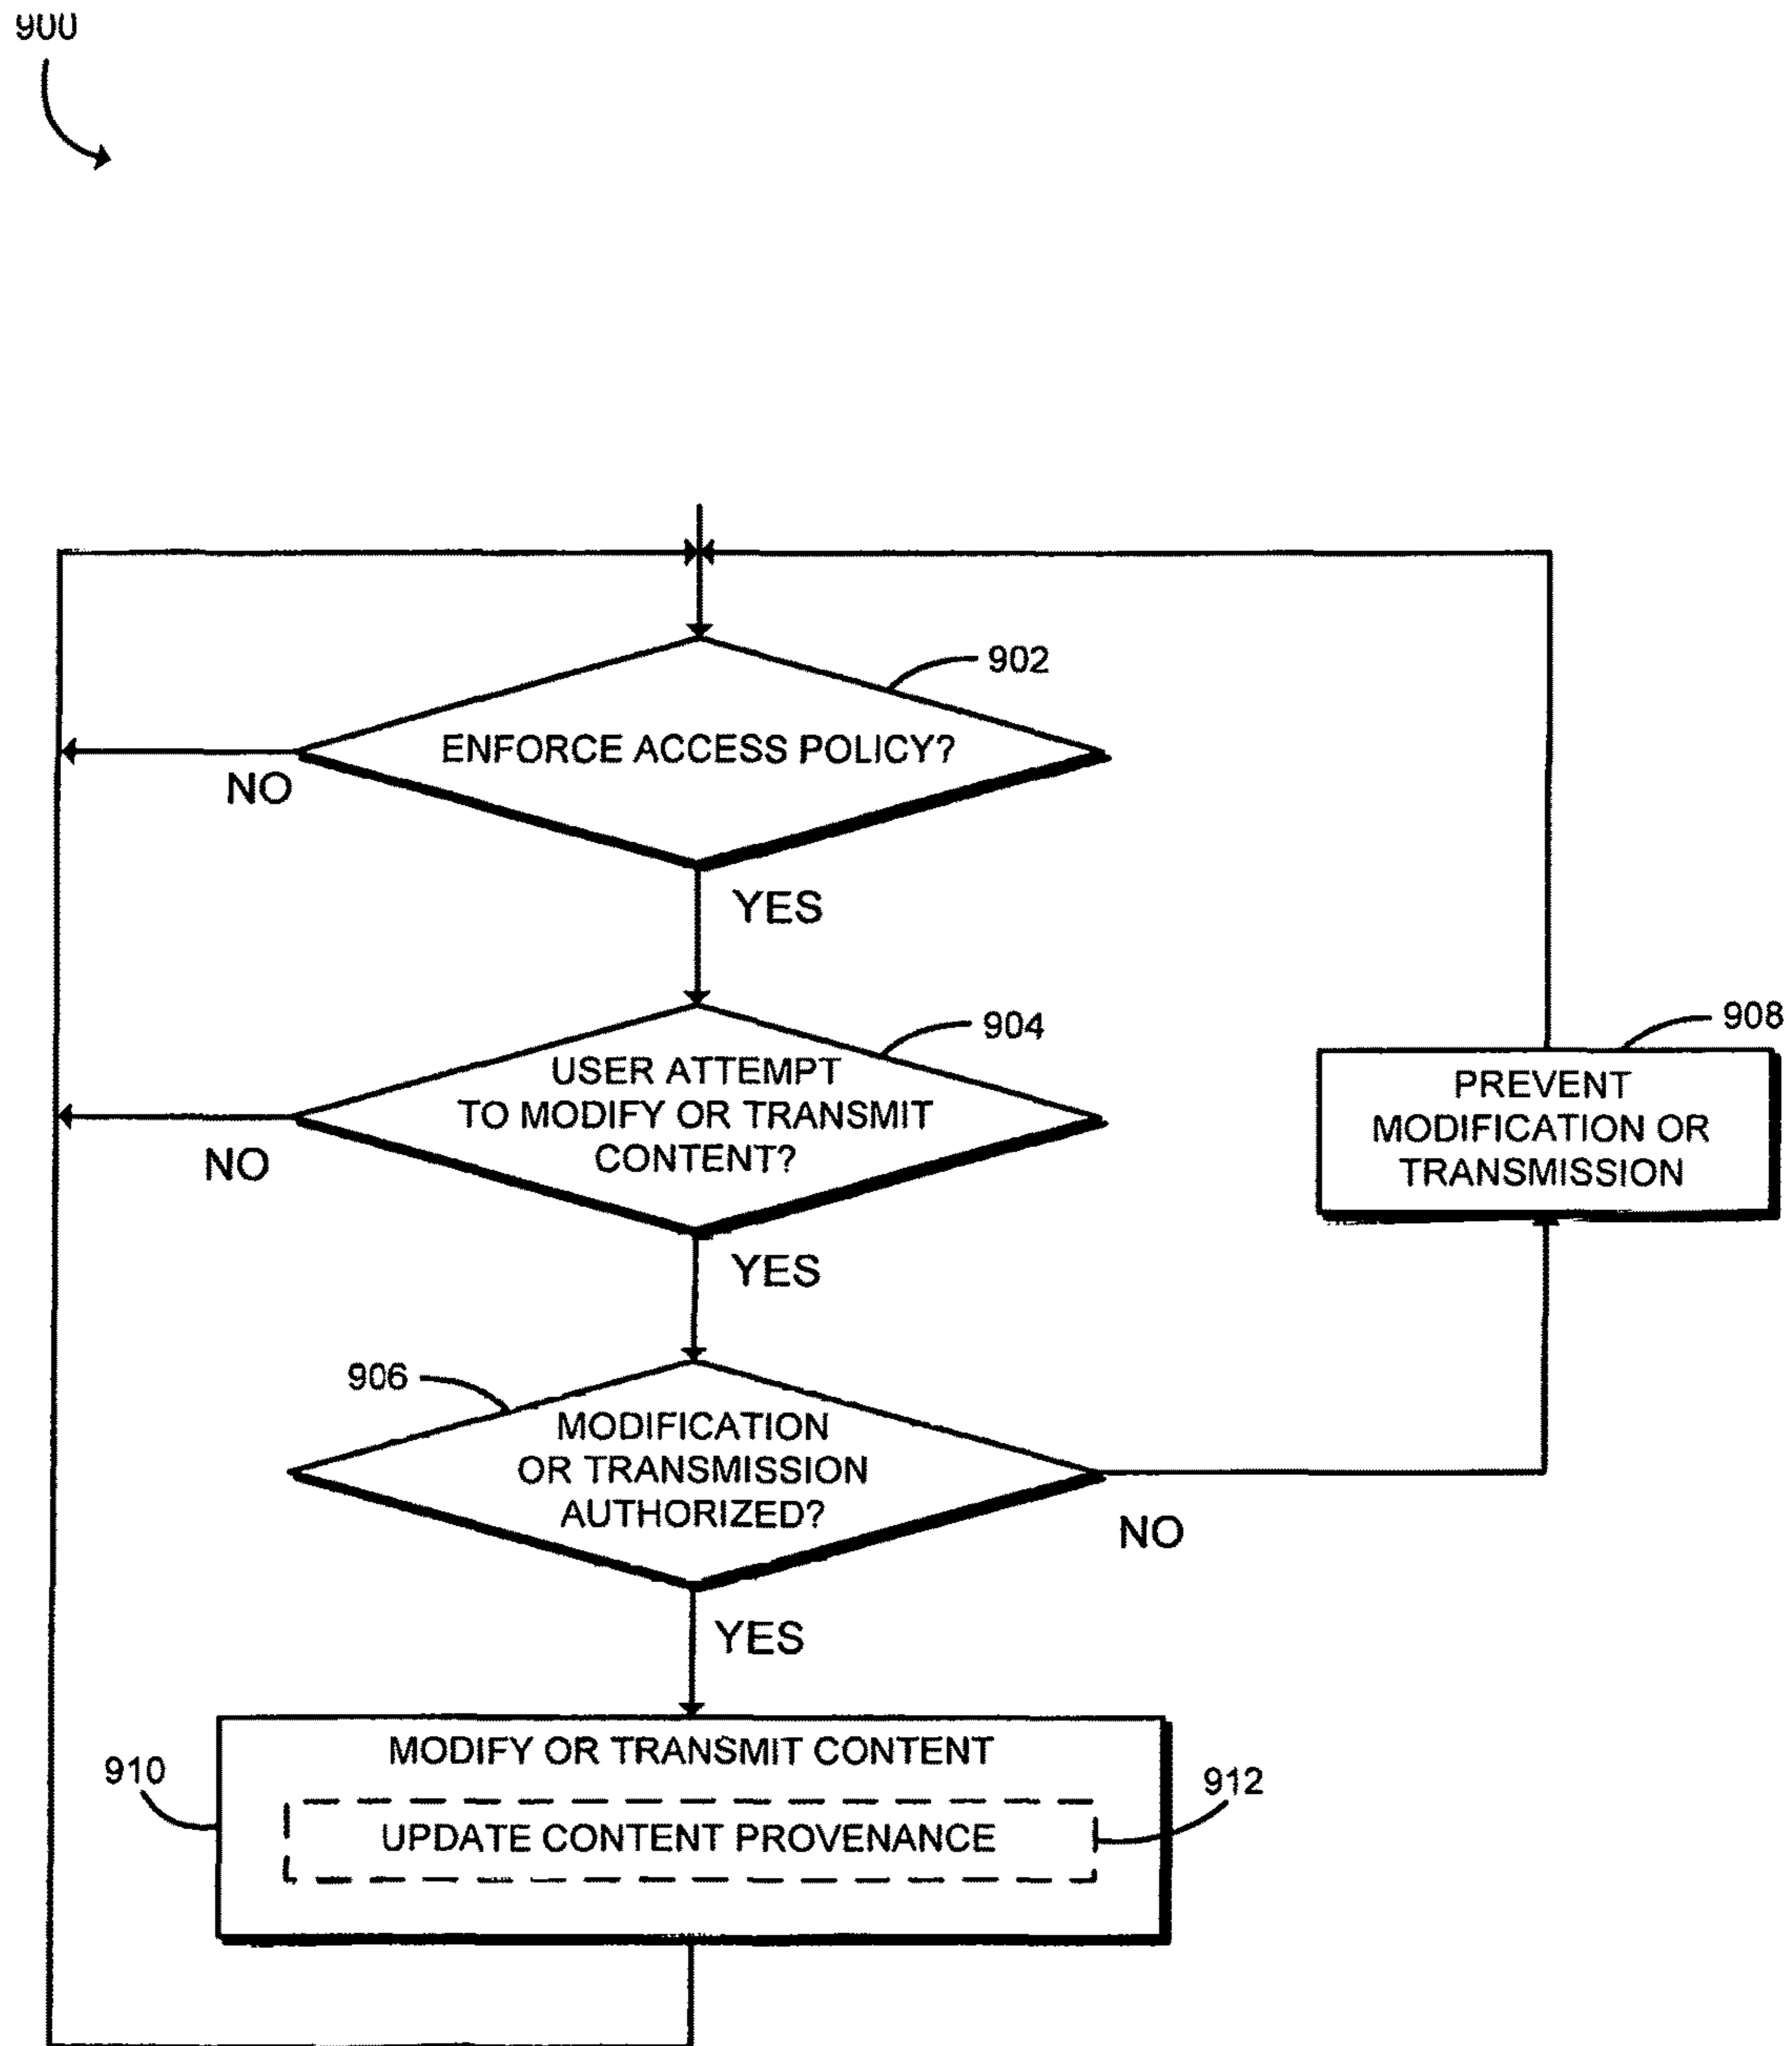 900
902
ENFORCE ACCESS POLICY?
NO
YES
904
USER ATTEMPT
TO MODIFY OR TRANSMIT
CONTENT?
NO
YES
908
PREVENT
MODIFICATION OR
TRANSMISSION
906
MODIFICATION
OR TRANSMISSION
AUTHORIZED?
NO
YES
910
MODIFY OR TRANSMIT CONTENT
912
UPDATE CONTENT PROVENANCE